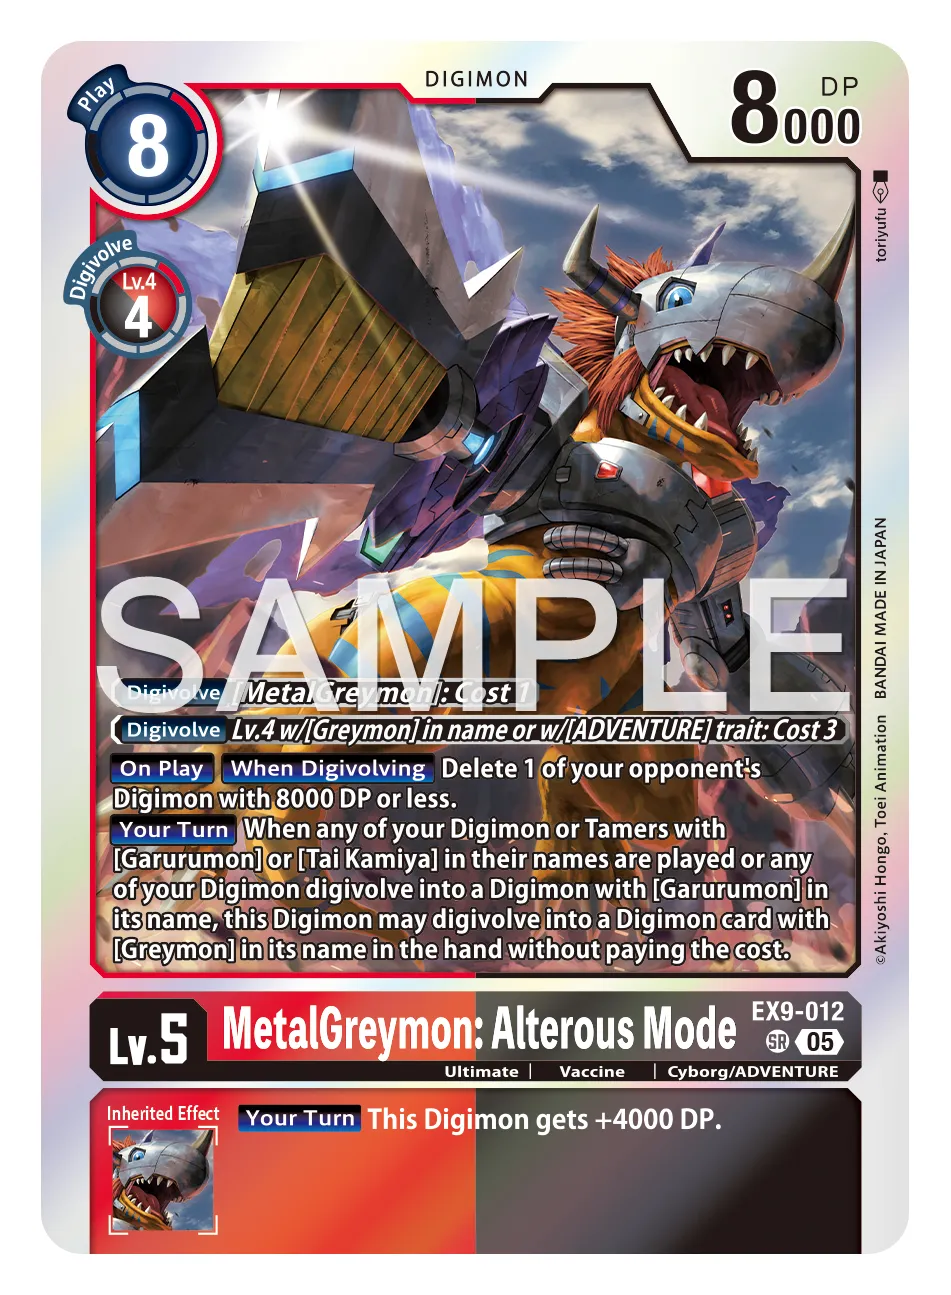 DIGIMON
Play
8
DP
8000
Digivolve
Lv.4
4
toriyufu
SAMPLE
Digivolve [MetalGreymon]: Cost 1
Digivolve Lv.4 w/[Greymon] in name or w/[ADVENTURE] trait: Cost 3
On Play When Digivolving Delete 1 of your opponent's
Digimon with 8000 DP or less.
Your Turn When any of your Digimon or Tamers with
[Garurumon] or [Tai Kamiya] in their names are played or any
of your Digimon digivolve into a Digimon with [Garurumon] in
its name, this Digimon may digivolve into a Digimon card with
[Greymon] in its name in the hand without paying the cost.
©Akiyoshi Hongo, Toei Animation BANDAI MADE IN JAPAN
Lv.5
MetalGreymon: Alterous Mode
EX9-012
SR 05
Ultimate | Vaccine | Cyborg/ADVENTURE
Inherited Effect
Your Turn This Digimon gets +4000 DP.